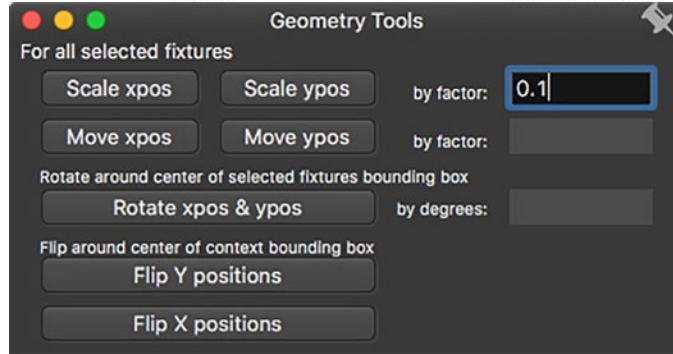 Geometry Tools
For all selected fixtures
Scale xpos Scale ypos by factor: 0.1
Move xpos Move ypos by factor:
Rotate around center of selected fixtures bounding box
Rotate xpos & ypos by degrees:
Flip around center of context bounding box
Flip Y positions
Flip X positions